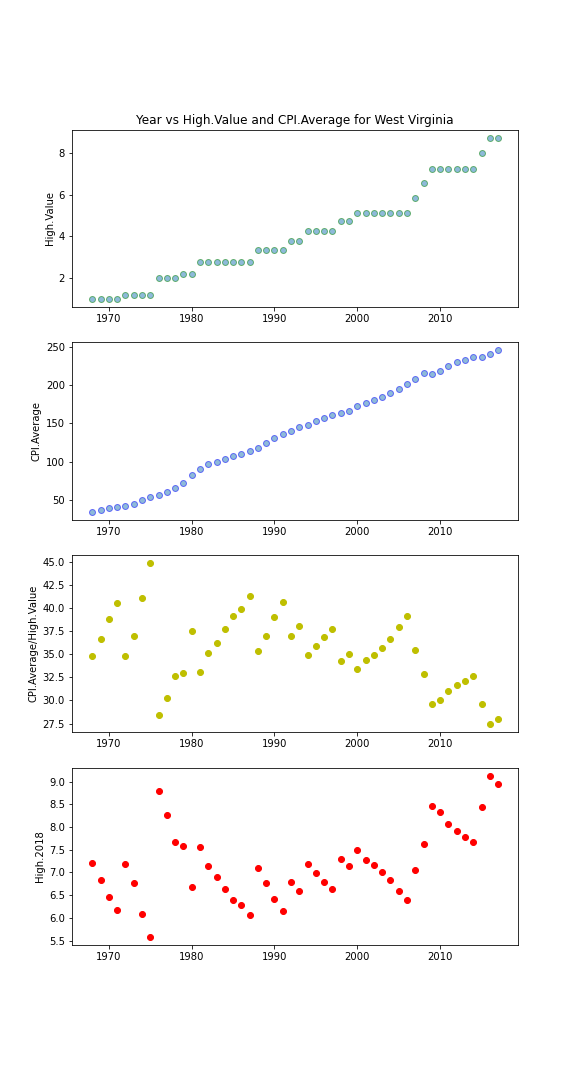 Year vs High.Value and CPI.Average for West Virginia
High.Value
8
6
4
2
1970 1980 1990 2000 2010
CPI.Average
250
200
150
100
50
1970 1980 1990 2000 2010
CPI.Average/High.Value
45.0
42.5
40.0
37.5
35.0
32.5
30.0
27.5
1970 1980 1990 2000 2010
High.2018
9.0
8.5
8.0
7.5
7.0
6.5
6.0
5.5
1970 1980 1990 2000 2010